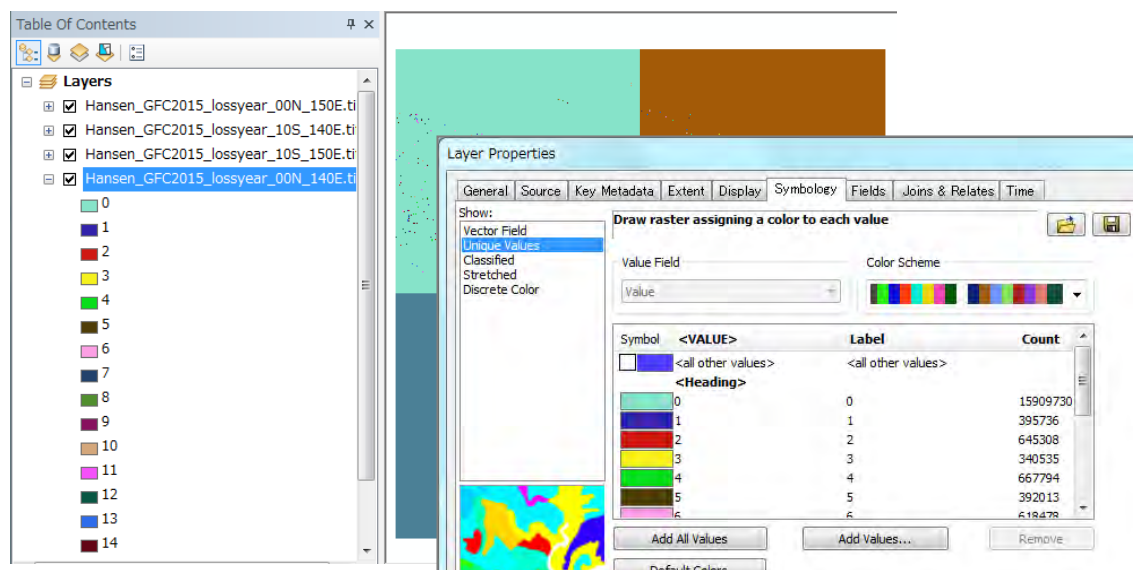 Table Of Contents
Layers
Hansen_GFC2015_lossyear_00N_150E.ti
Hansen_GFC2015_lossyear_10S_140E.ti
Hansen_GFC2015_lossyear_10S_150E.ti
Hansen_GFC2015_lossyear_00N_140E.ti
0
1
2
3
4
5
6
7
8
9
10
11
12
13
14
Layer Properties
General Source Key Metadata Extent Display Symbology Fields Joins & Relates Time
Show:
Vector Field
Unique Values
Classified
Stretched
Discrete Color
Draw raster assigning a color to each value
Value Field Color Scheme
Value
Symbol <VALUE> Label Count
<all other values> <all other values>
<Heading>
0 0 15909730
1 1 395736
2 2 645308
3 3 340535
4 4 667794
5 5 392013
6 6 618478
Add All Values Add Values... Remove
Default Colors